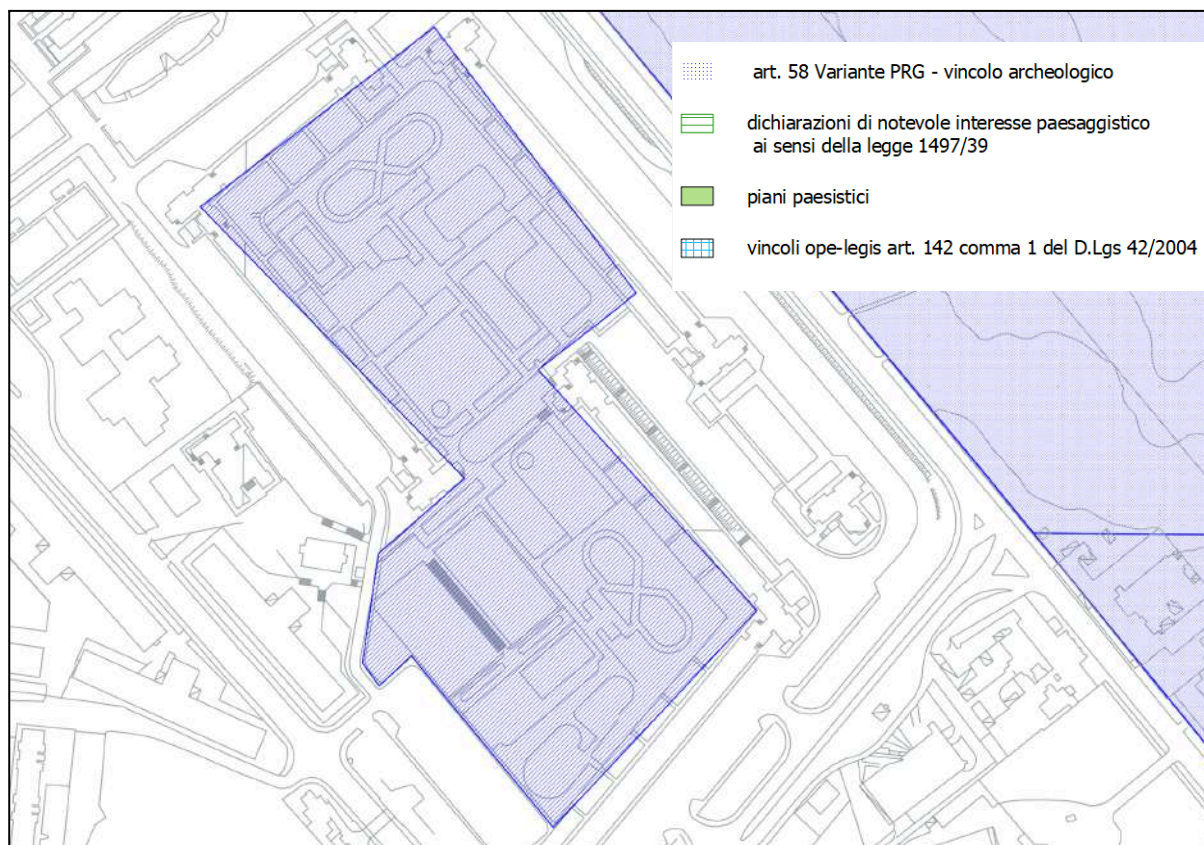 art. 58 Variante PRG - vincolo archeologico
dichiarazioni di notevole interesse paesaggistico
ai sensi della legge 1497/39
piani paesistici
vincoli ope-legis art. 142 comma 1 del D.Lgs 42/2004